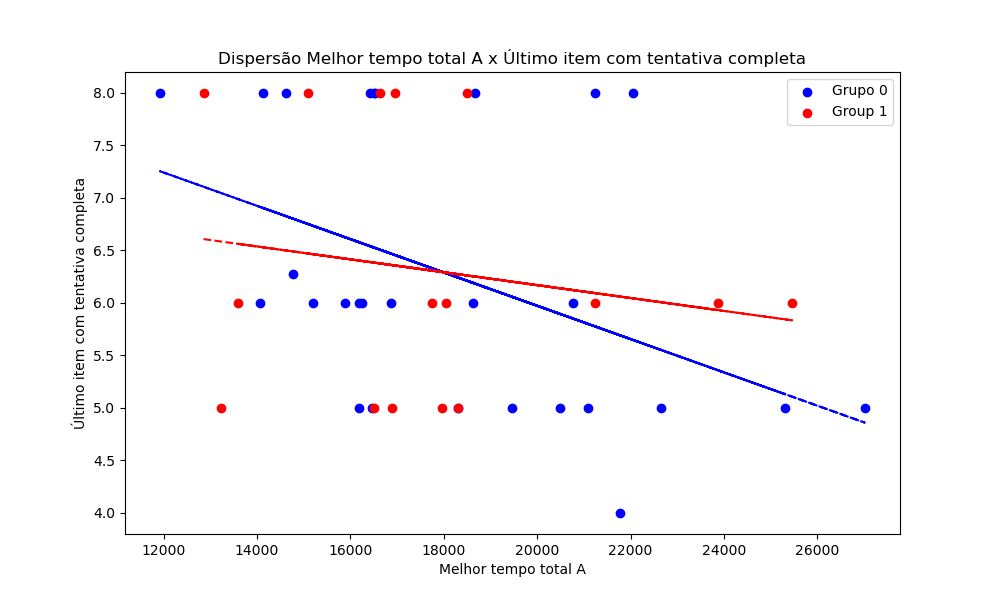 Dispersão Melhor tempo total A x Último item com tentativa completa
Grupo 0
Group 1
Último item com tentativa completa
8.0
7.5
7.0
6.5
6.0
5.5
5.0
4.5
4.0
12000 14000 16000 18000 20000 22000 24000 26000
Melhor tempo total A